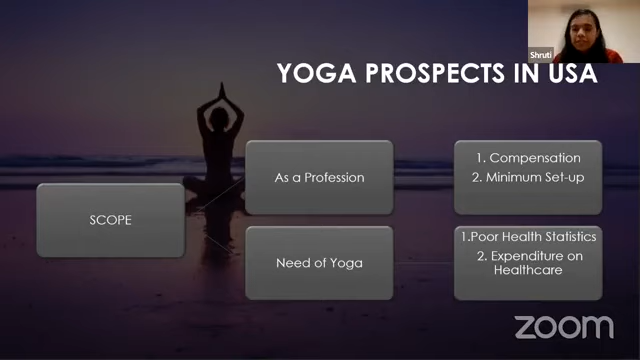 Shruti
YOGA PROSPECTS IN USA
SCOPE
As a Profession
1. Compensation
2. Minimum Set-up
Need of Yoga
1.Poor Health Statistics
2. Expenditure on
Healthcare
zoom